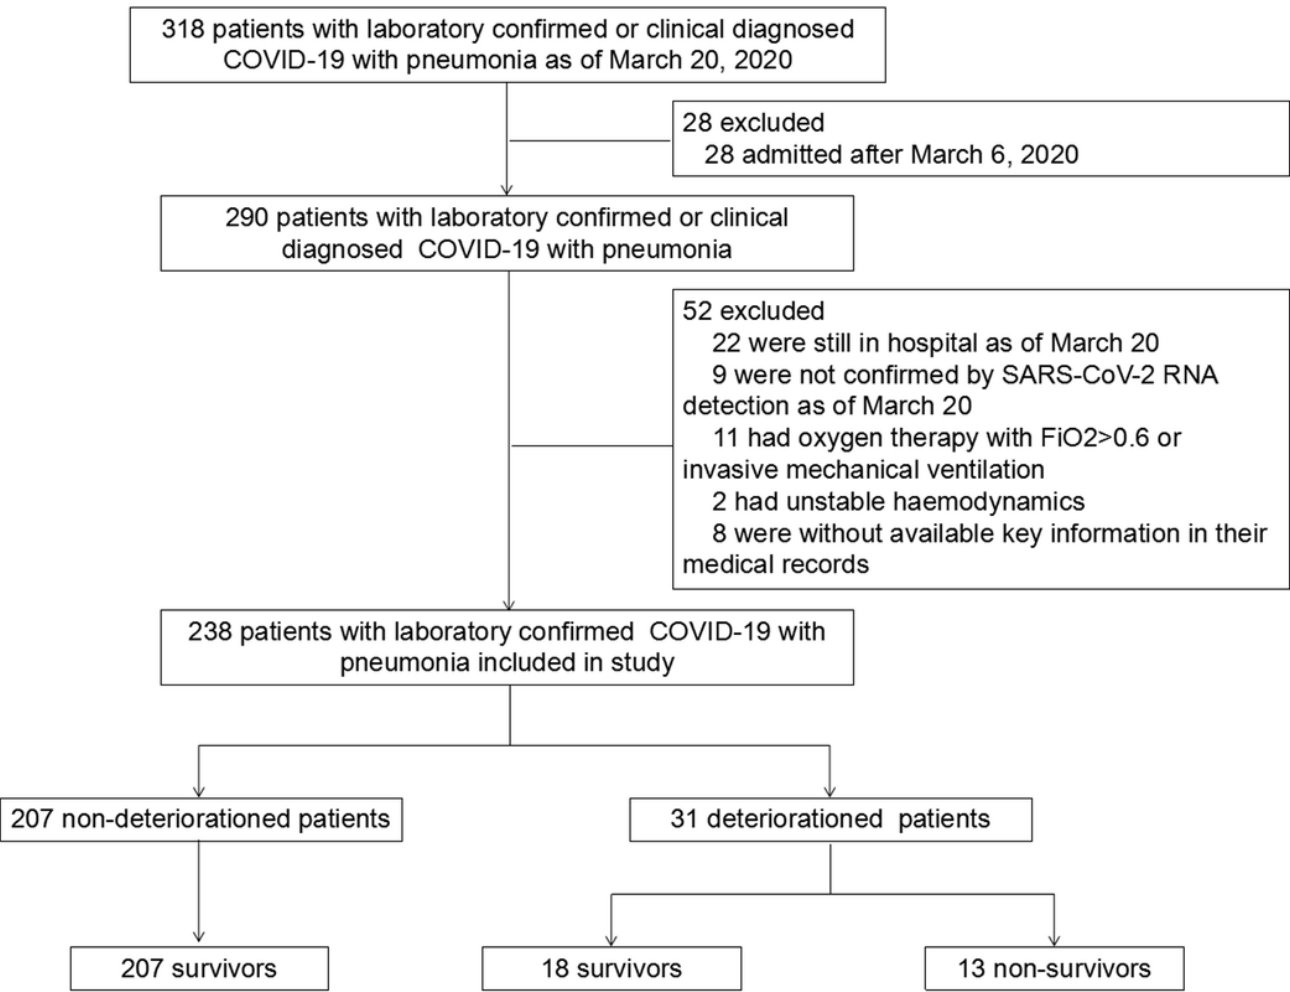 318 patients with laboratory confirmed or clinical diagnosed
COVID-19 with pneumonia as of March 20, 2020
28 excluded
28 admitted after March 6, 2020
290 patients with laboratory confirmed or clinical
diagnosed COVID-19 with pneumonia
52 excluded
22 were still in hospital as of March 20
9 were not confirmed by SARS-CoV-2 RNA
detection as of March 20
11 had oxygen therapy with FiO2>0.6 or
invasive mechanical ventilation
2 had unstable haemodynamics
8 were without available key information in their
medical records
238 patients with laboratory confirmed COVID-19 with
pneumonia included in study
207 non-deteriorationed patients
31 deteriorationed patients
207 survivors
18 survivors
13 non-survivors